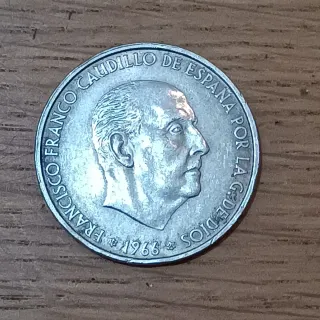 FRANCISCO FRANCO CAUDILLO DE ESPAÑA POR LA G. DE DIOS
1966